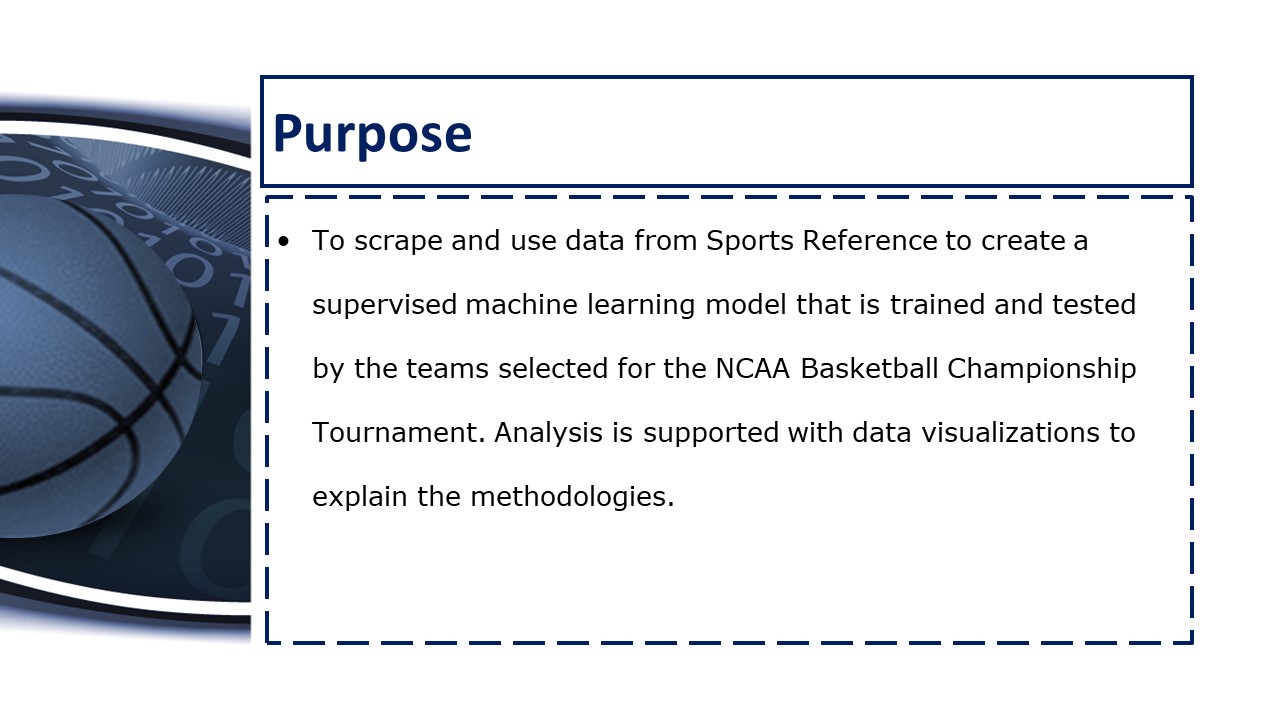 Purpose
• To scrape and use data from Sports Reference to create a
supervised machine learning model that is trained and tested
by the teams selected for the NCAA Basketball Championship
Tournament. Analysis is supported with data visualizations to
explain the methodologies.